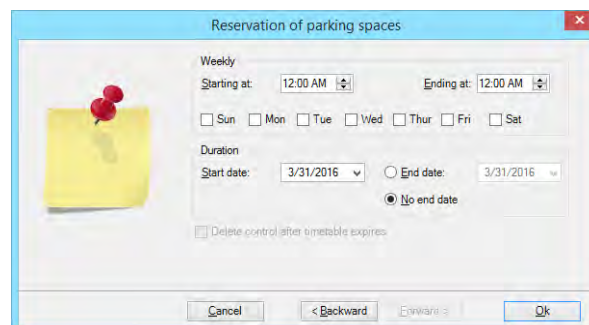 Reservation of parking spaces
Weekly
Starting at: 12:00 AM Ending at: 12:00 AM
Sun Mon Tue Wed Thur Fri Sat
Duration
Start date: 3/31/2016 End date: 3/31/2016
No end date
Delete control after timetable expires
Cancel < Backward Forward > Ok